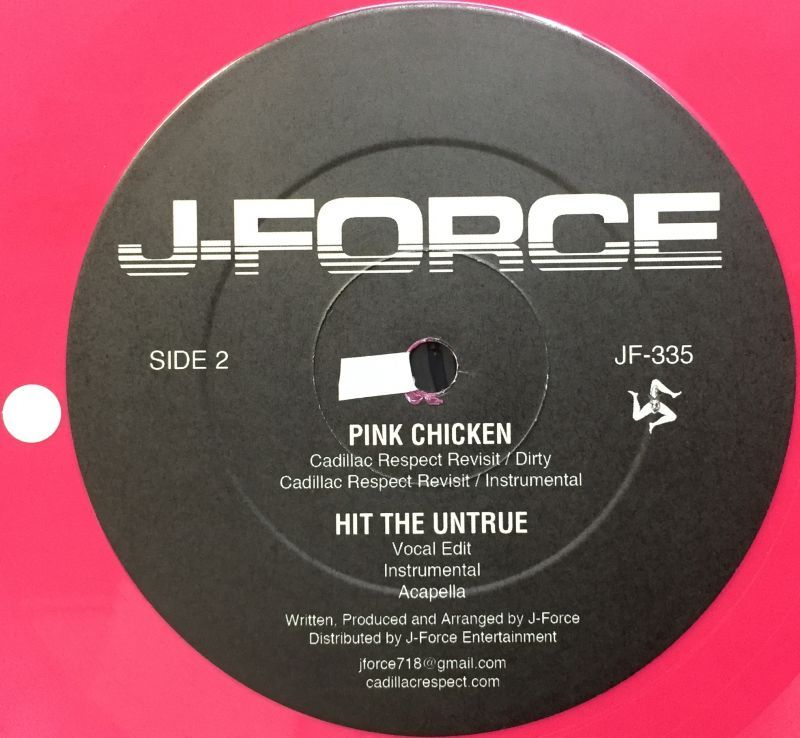 J-FORCE
SIDE 2
JF-335
PINK CHICKEN
Cadillac Respect Revisit / Dirty
Cadillac Respect Revisit / Instrumental
HIT THE UNTRUE
Vocal Edit
Instrumental
Acapella
Written, Produced and Arranged by J-Force
Distributed by J-Force Entertainment
jforce718@gmail.com
cadillacrespect.com